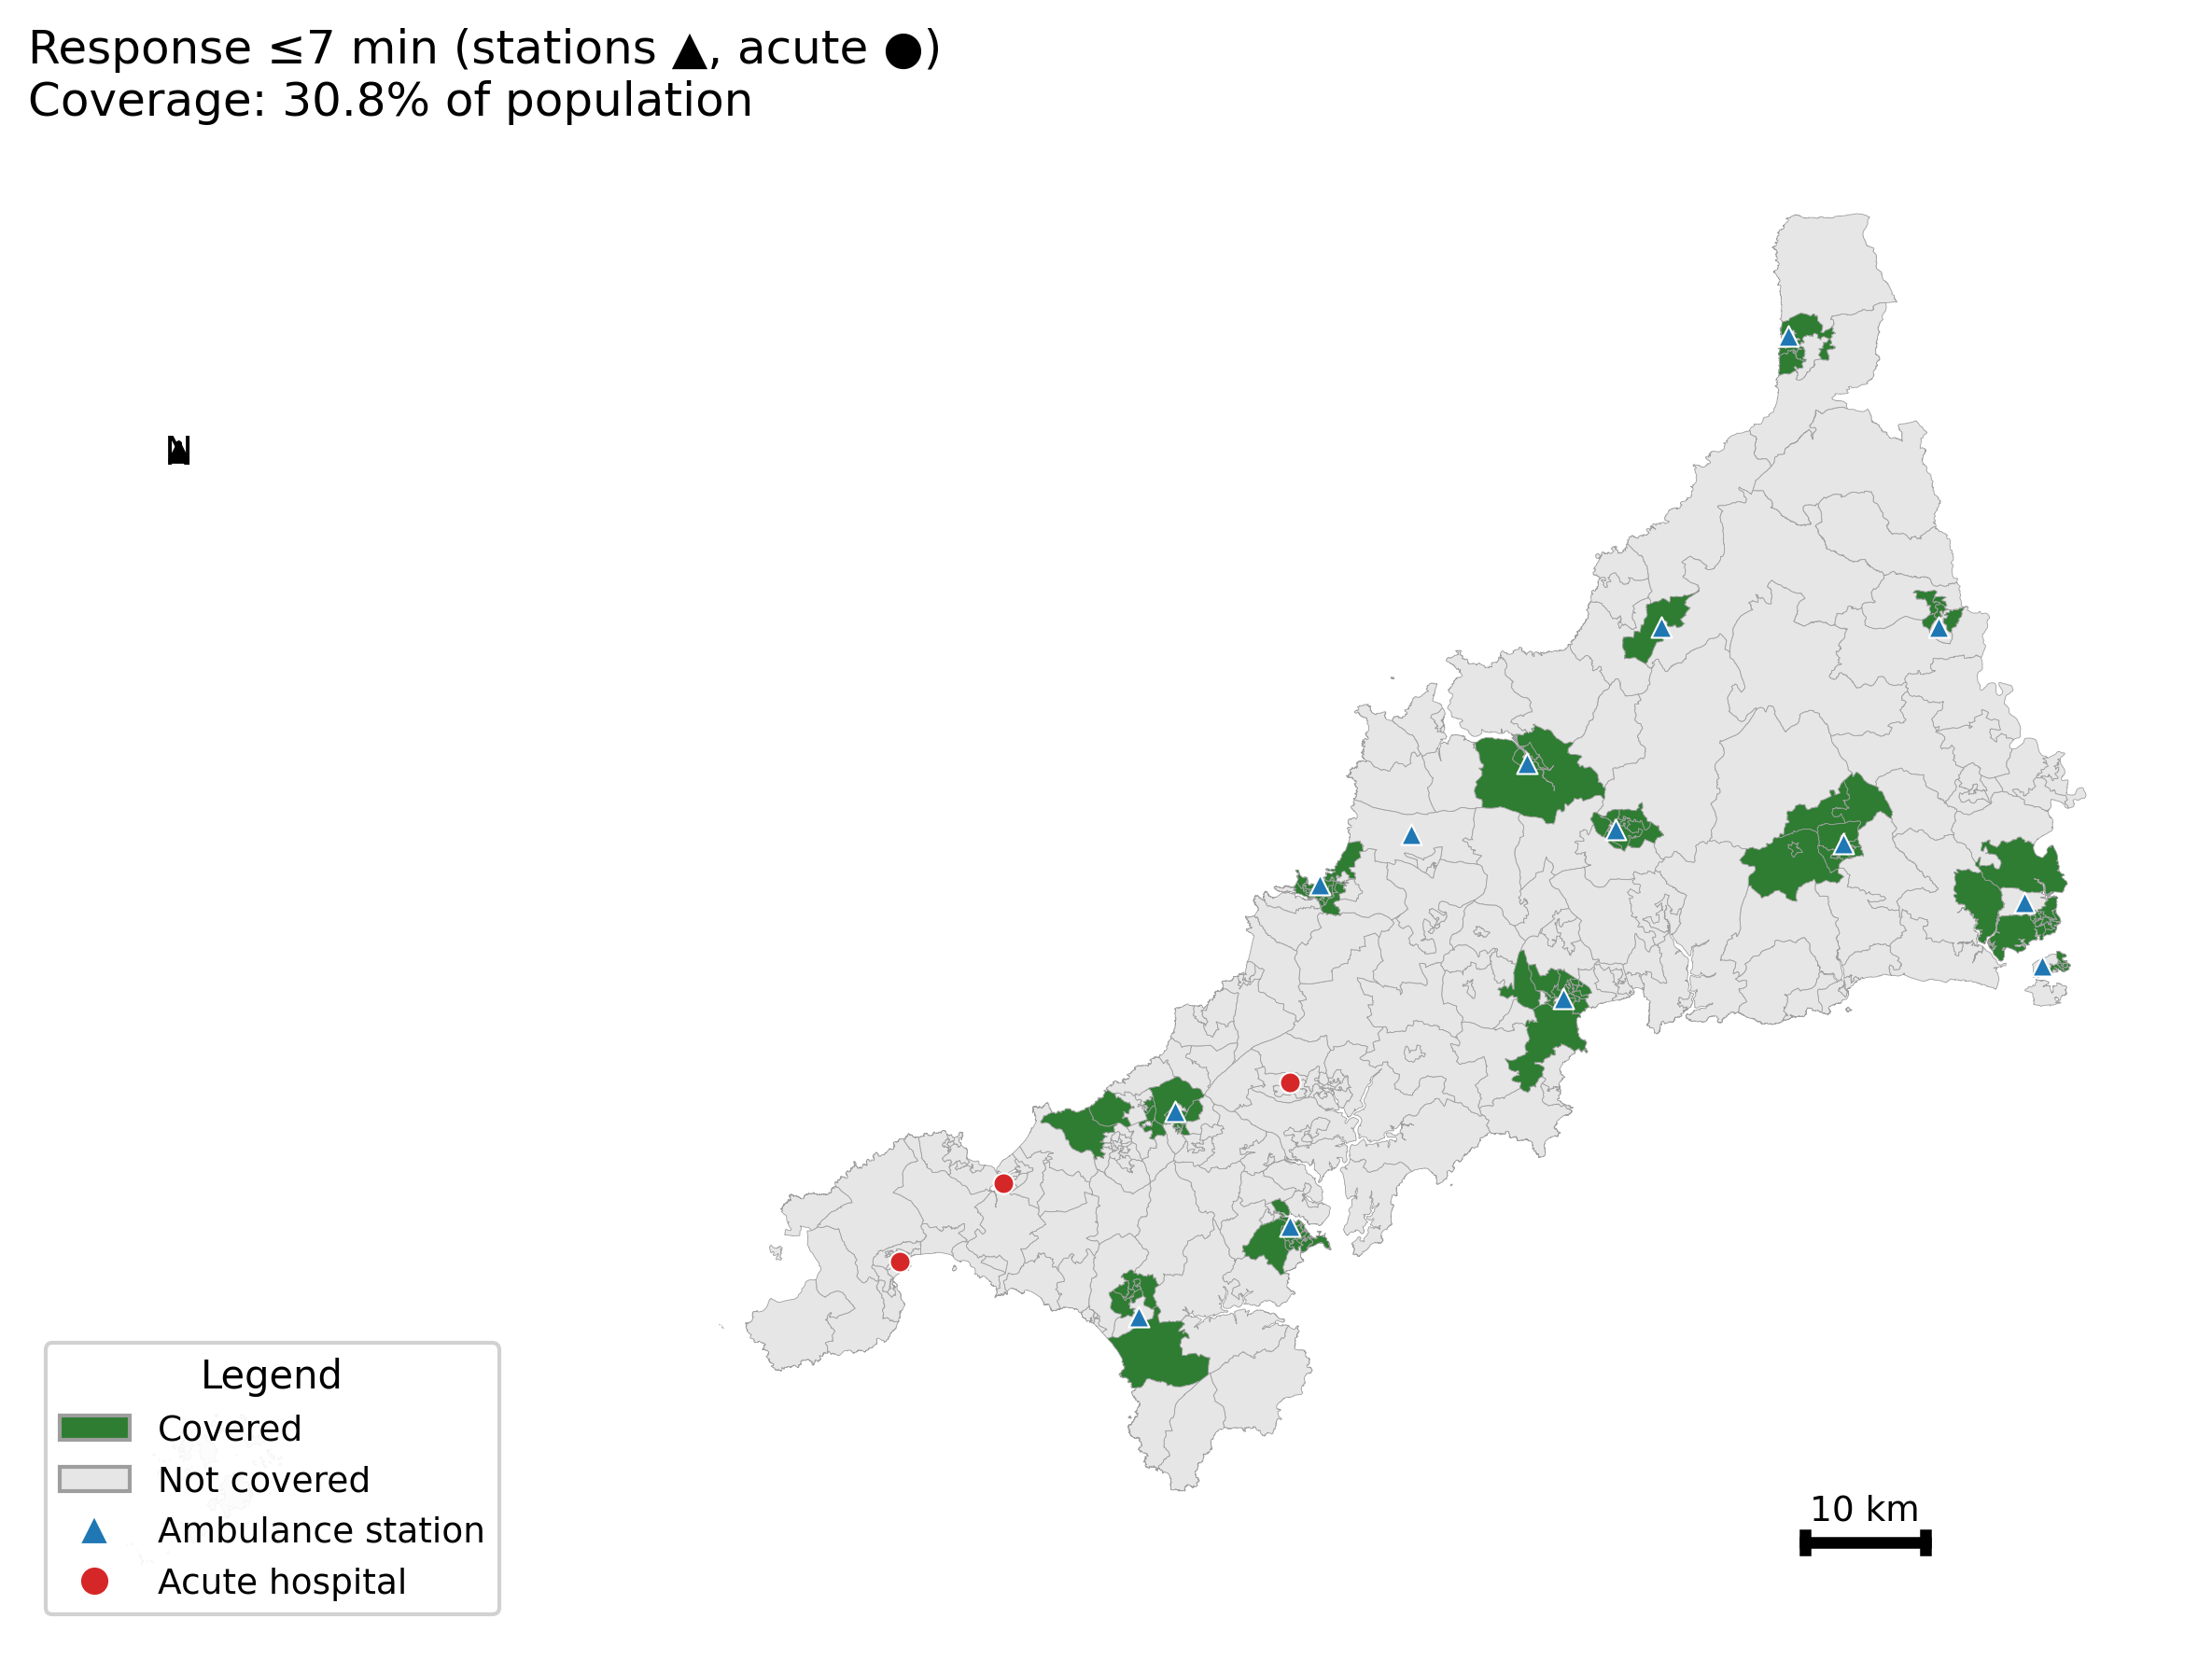 Response ≤7 min (stations ▲, acute ●)
Coverage: 30.8% of population
N
Legend
Covered
Not covered
Ambulance station
Acute hospital
10 km